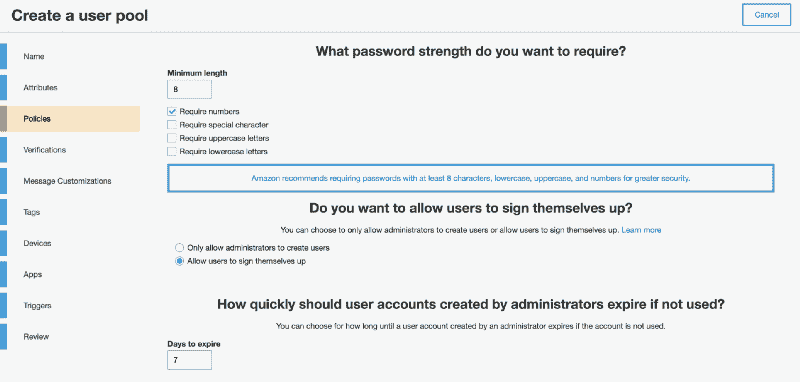 Create a user pool
Cancel
Name
Attributes
Policies
Verifications
Message Customizations
Tags
Devices
Apps
Triggers
Review
What password strength do you want to require?
Minimum length
8
Require numbers
Require special character
Require uppercase letters
Require lowercase letters
Amazon recommends requiring passwords with at least 8 characters, lowercase, uppercase, and numbers for greater security.
Do you want to allow users to sign themselves up?
You can choose to only allow administrators to create users or allow users to sign themselves up. Learn more
Only allow administrators to create users
Allow users to sign themselves up
How quickly should user accounts created by administrators expire if not used?
You can choose for how long until a user account created by an administrator expires if the account is not used.
Days to expire
7